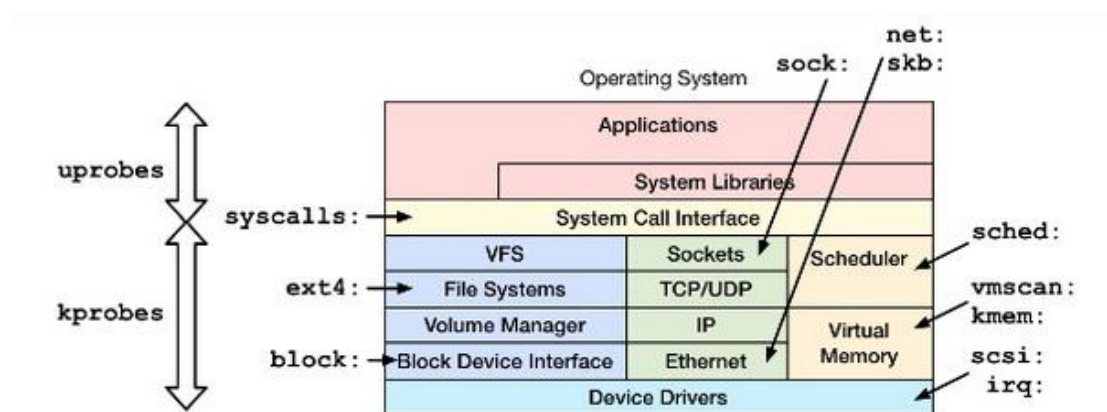 net:
sock: skb:
Operating System
Applications
uprobes
System Libraries
syscalls: System Call Interface
sched:
VFS Sockets Scheduler
ext4: File Systems TCP/UDP
vmscan:
kprobes
Volume Manager IP Virtual Memory
kmem:
block: Block Device Interface Ethernet
scsi:
irq:
Device Drivers